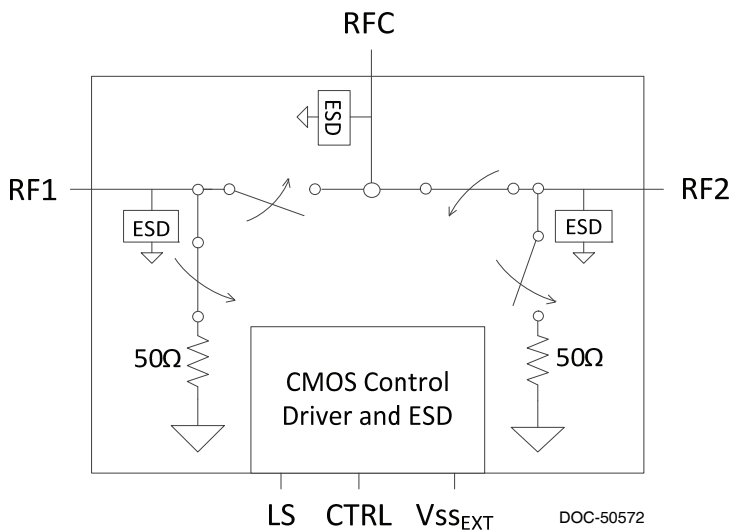 RFC
ESD
RF1
RF2
ESD
ESD
50Ω
50Ω
CMOS Control
Driver and ESD
LS CTRL VssEXT
DOC-50572